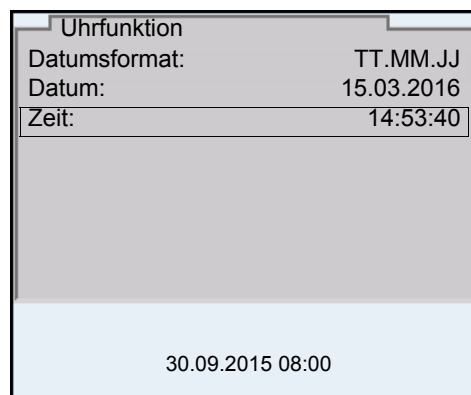 Uhrfunktion
Datumsformat: TT.MM.JJ
Datum: 15.03.2016
Zeit: 14:53:40
30.09.2015 08:00